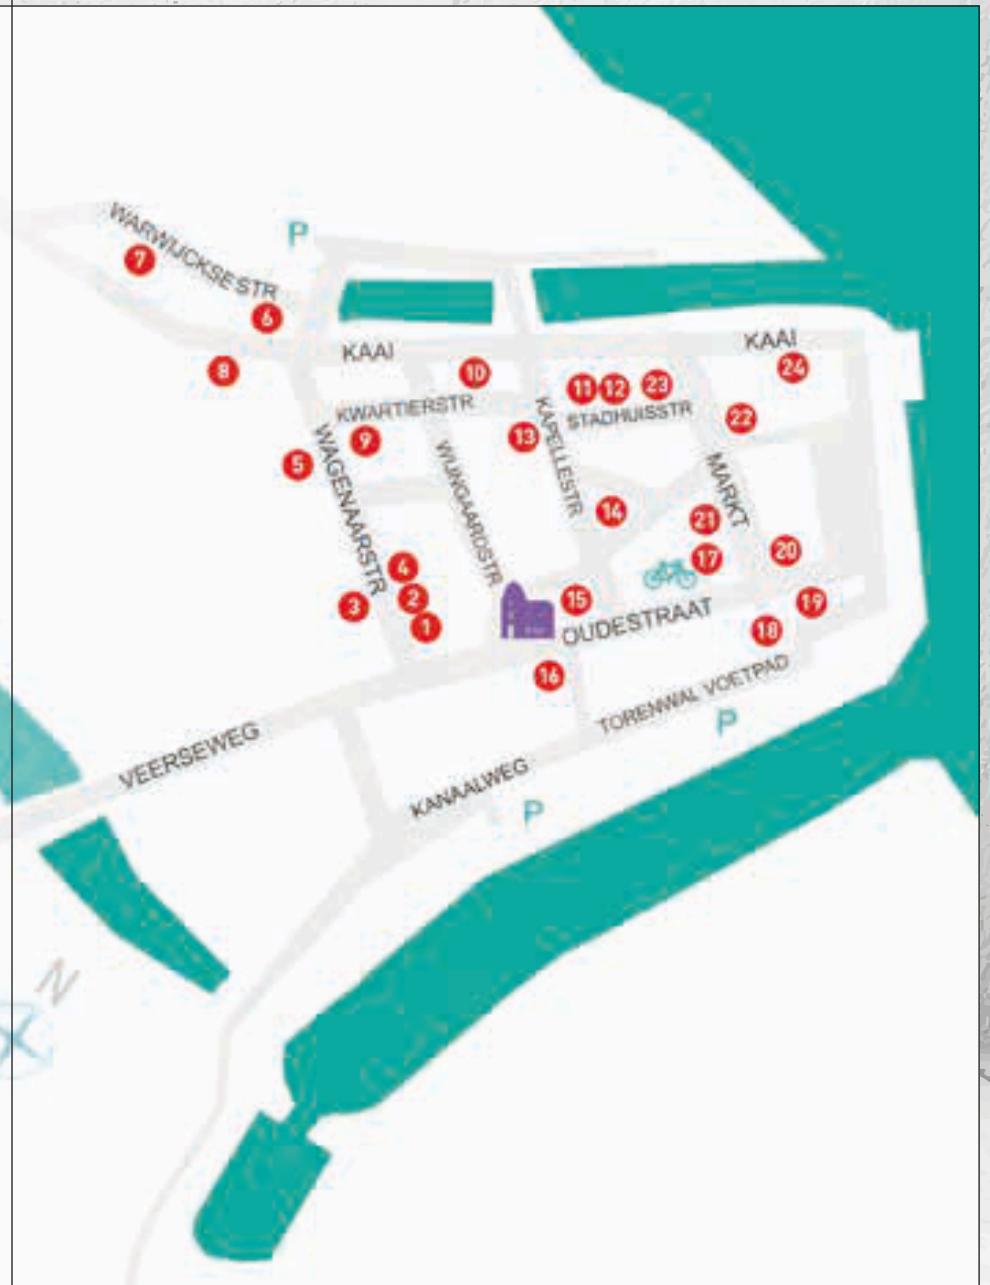 WARWIJCKSESTR
P
7
6
8
KAAI
KAAI
10
11
12
23
24
KWARTIERSTR
STADHUISSTR
22
9
13
KAPELLESTR
5
WAGENAARSTR
WIJNGAARDSTR
MARKT
14
21
4
17
20
3
2
1
15
19
OUDESTRAAT
18
16
TORENWAL VOETPAD
P
VEERSEWEG
KANAALWEG
P
N